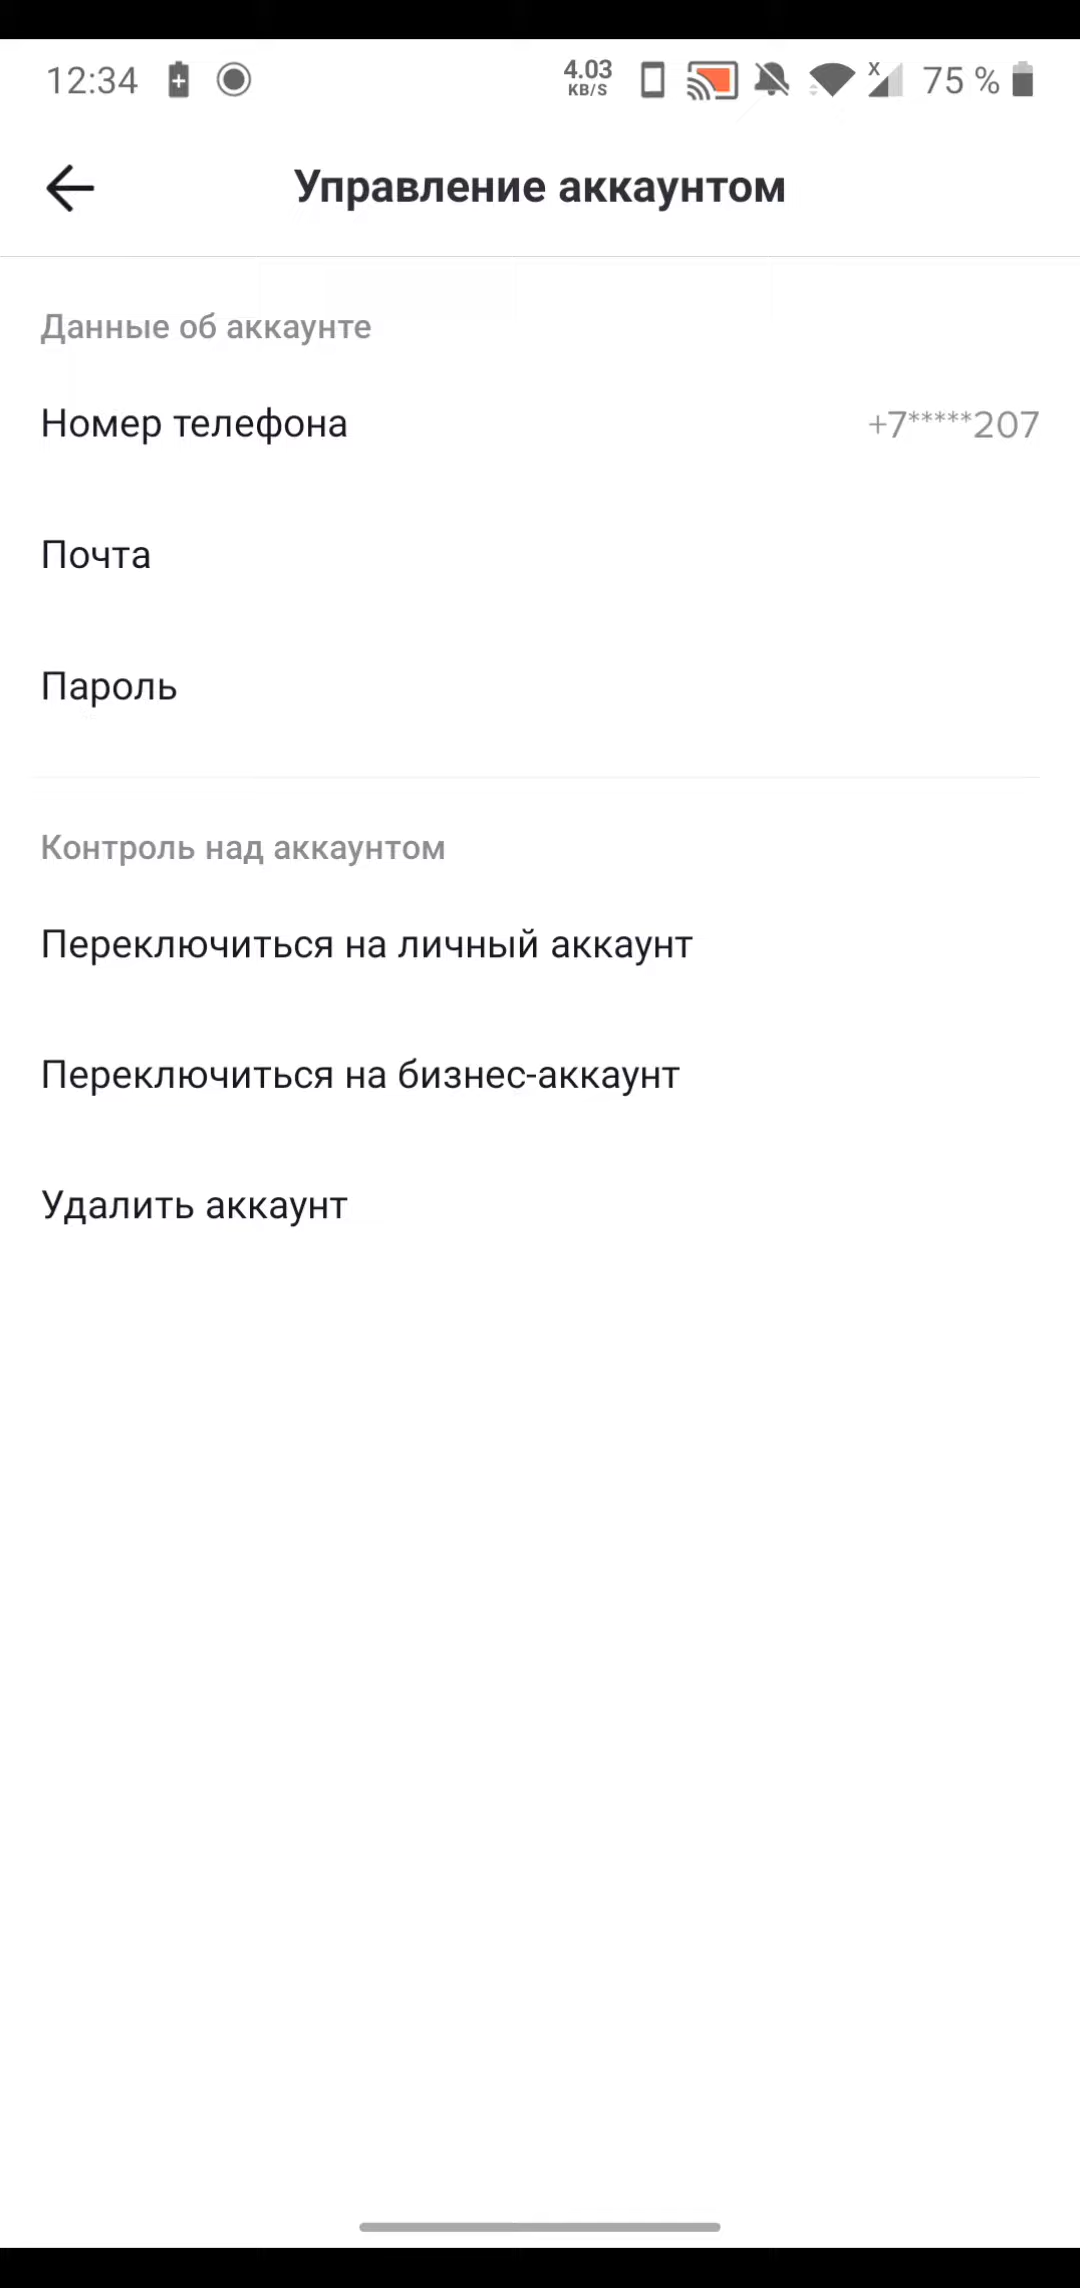 12:34
4.03
KB/S
x
75 %
Управление аккаунтом
Данные об аккаунте
Номер телефона +7*****207
Почта
Пароль
Контроль над аккаунтом
Переключиться на личный аккаунт
Переключиться на бизнес-аккаунт
Удалить аккаунт